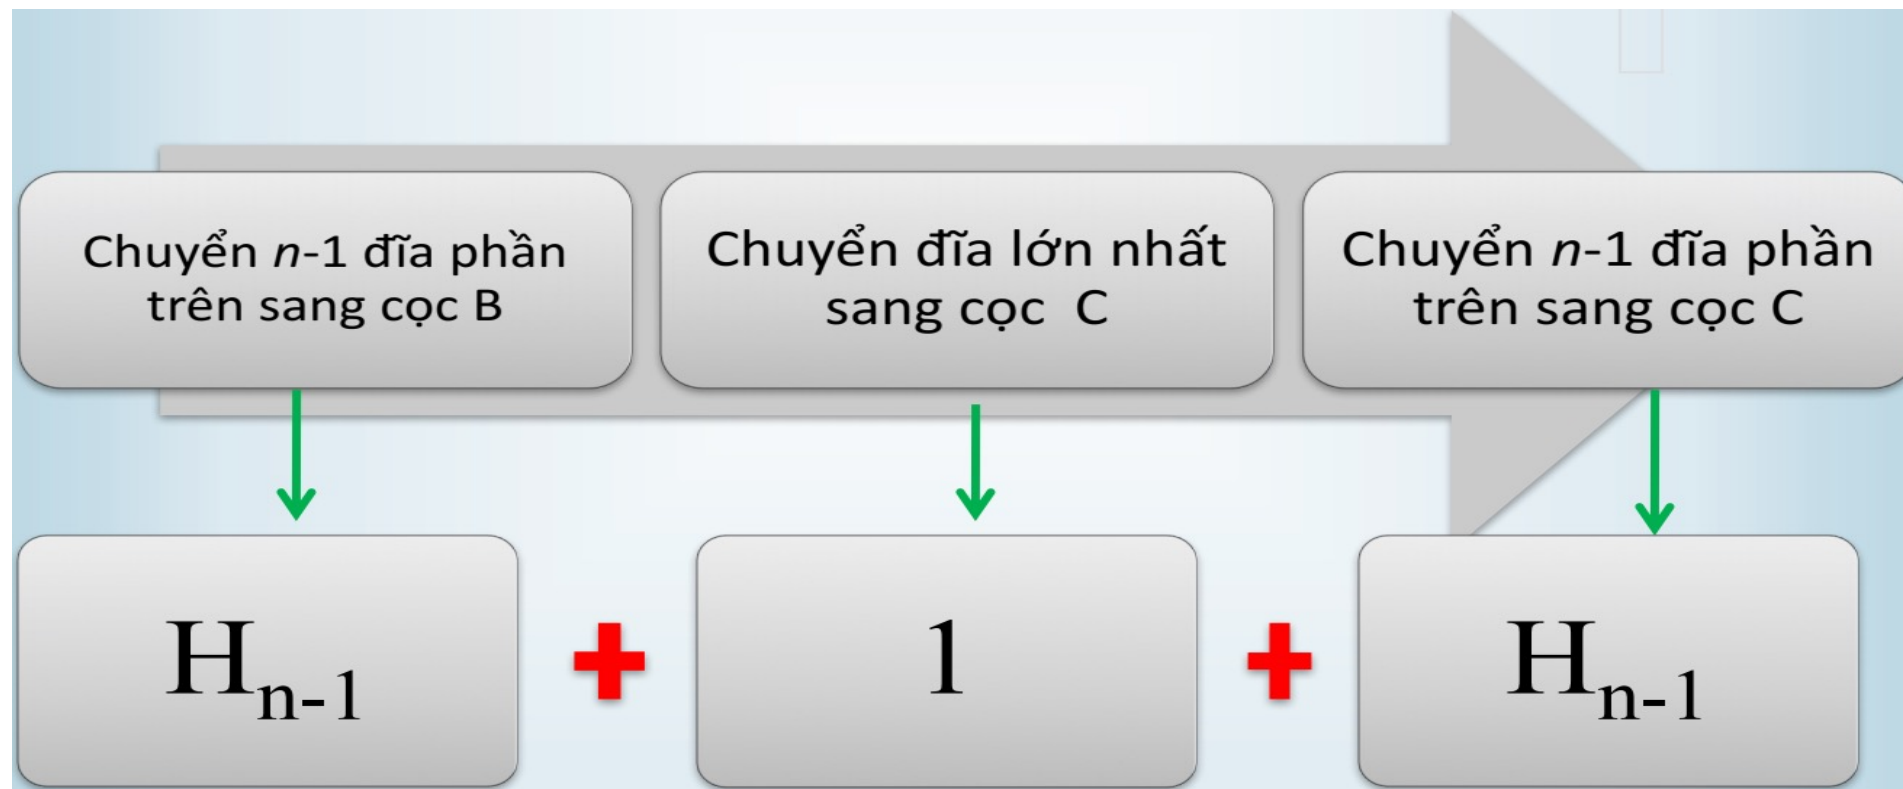 Chuyển n-1 đĩa phần
trên sang cọc B
Chuyển đĩa lớn nhất
sang cọc C
Chuyển n-1 đĩa phần
trên sang cọc C
Hn-1
+
1
+
Hn-1